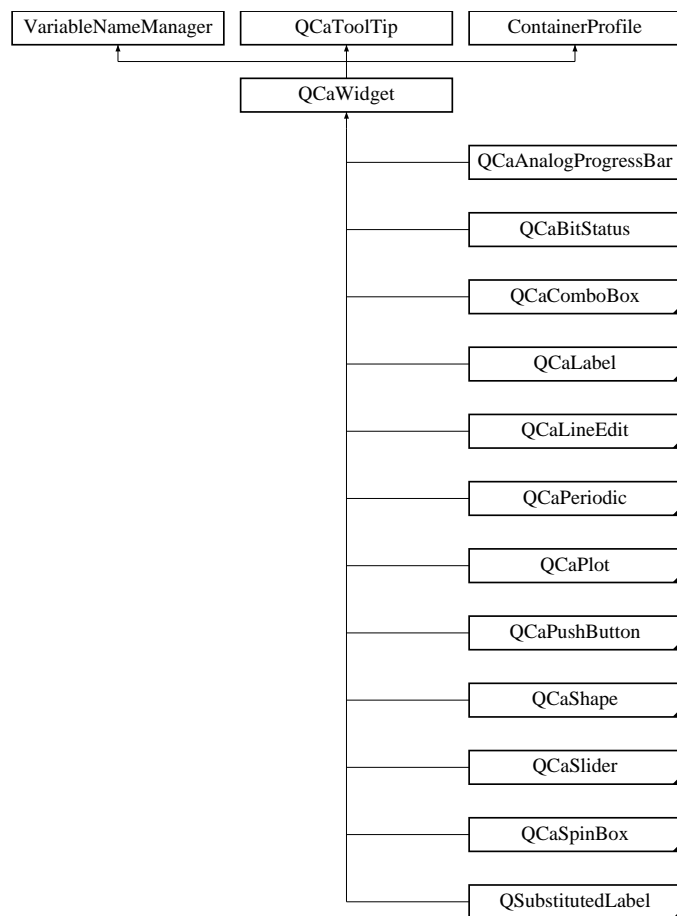 VariableNameManager
QCaToolTip
ContainerProfile
QCaWidget
QCaAnalogProgressBar
QCaBitStatus
QCaComboBox
QCaLabel
QCaLineEdit
QCaPeriodic
QCaPlot
QCaPushButton
QCaShape
QCaSlider
QCaSpinBox
QSubstitutedLabel